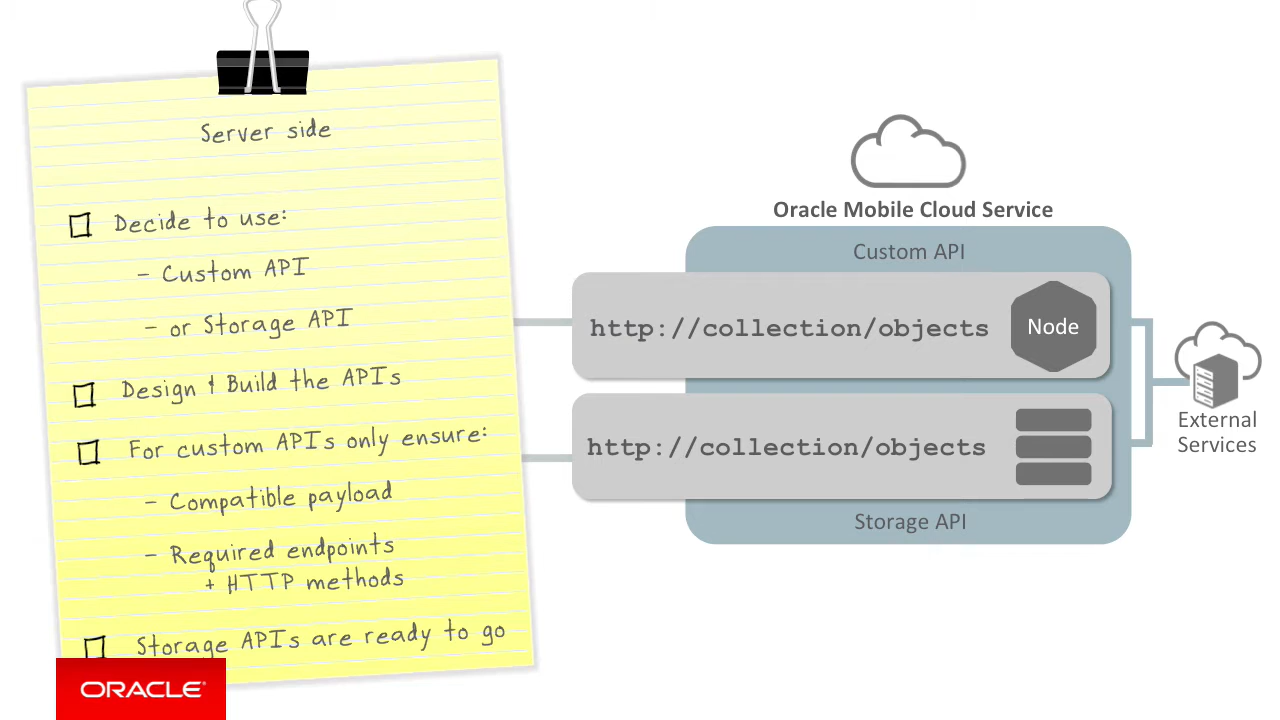 Server side
Decide to use:
- Custom API
- or Storage API
Design & Build the APIs
For custom APIs only ensure:
- Compatible payload
- Required endpoints
+ HTTP methods
Storage APIs are ready to go
ORACLE®
Oracle Mobile Cloud Service
Custom API
http://collection/objects
Node
http://collection/objects
Storage API
External
Services